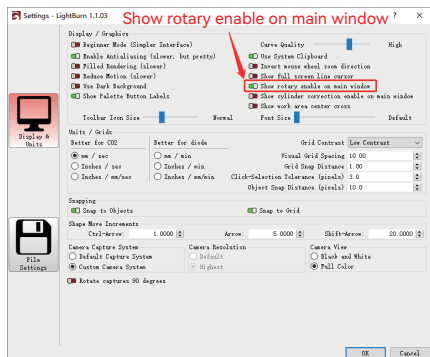 Settings - LightBurn 1.1.03
Show rotary enable on main window
?
Display / Graphics
Beginner Mode (Simpler Interface)
Curve Quality
High
Enable Antialiasing (slower, but pretty)
Use System Clipboard
Filled Rendering (slower)
Invert mouse wheel zoom direction
Reduce Motion (slower)
Show full screen line cursor
Use Dark Background
Show rotary enable on main window
Show Palette Button Labels
Show cylinder correction enable on main window
Show work area center cross
Toolbar Icon Size
Normal
Font Size
Default
Display & Units
Units / Grids
Better for CO2
Better for diode
Grid Contrast
Low Contrast
mm / sec
mm / min
Visual Grid Spacing
10.00
Inches / sec
Inches / min
Grid Snap Distance
1.00
Inches / mm/sec
Inches / mm/min
Click-Selection Tolerance (pixels)
3.0
Object Snap Distance (pixels)
10.0
Snapping
Snap to Objects
Snap to Grid
File Settings
Shape Move Increments
Ctrl-Arrow:
1.0000
Arrow:
5.0000
Shift-Arrow:
20.0000
Camera Capture System
Camera Resolution
Camera View
Default Capture System
Default
Black and White
Custom Camera System
Highest
Full Color
Rotate captures 90 degrees
OK
Cancel